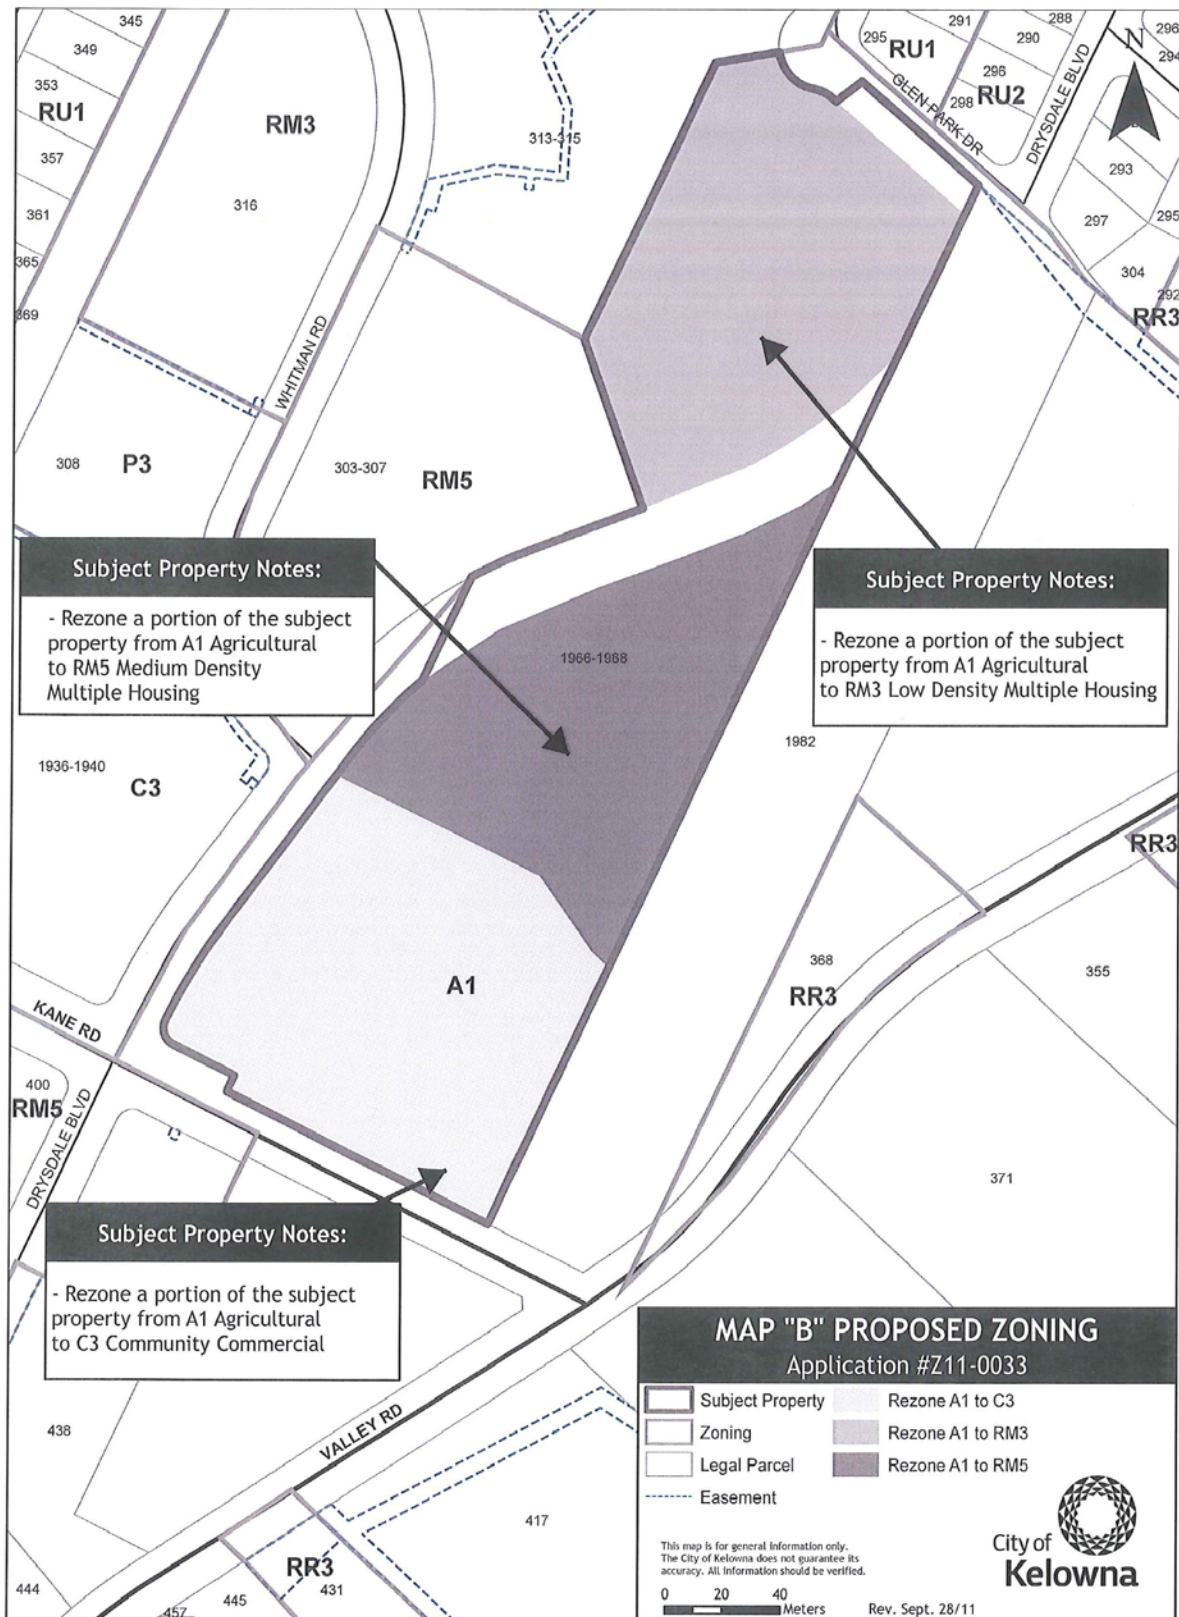 345
349
353
RU1
357
361
365
369
RM3
316
313-315
295
RU1
291
288
290
296
298
RU2
GLEN PARK DR
DRYSDALE BLVD
N
296
294
293
297
295
304
292
RR3
WHITMAN RD
308
P3
303-307
RM5
Subject Property Notes:
- Rezone a portion of the subject
property from A1 Agricultural
to RM5 Medium Density
Multiple Housing
Subject Property Notes:
- Rezone a portion of the subject
property from A1 Agricultural
to RM3 Low Density Multiple Housing
1966-1968
1982
1936-1940
C3
RR3
A1
368
RR3
355
KANE RD
400
RM5
DRYSDALE BLVD
371
Subject Property Notes:
- Rezone a portion of the subject
property from A1 Agricultural
to C3 Community Commercial
438
VALLEY RD
417
444
457
445
RR3
431
MAP "B" PROPOSED ZONING
Application #Z11-0033
Subject Property
Rezone A1 to C3
Zoning
Rezone A1 to RM3
Legal Parcel
Rezone A1 to RM5
Easement
This map is for general information only.
The City of Kelowna does not guarantee its
accuracy. All information should be verified.
0 20 40
Meters
Rev. Sept. 28/11
City of
Kelowna